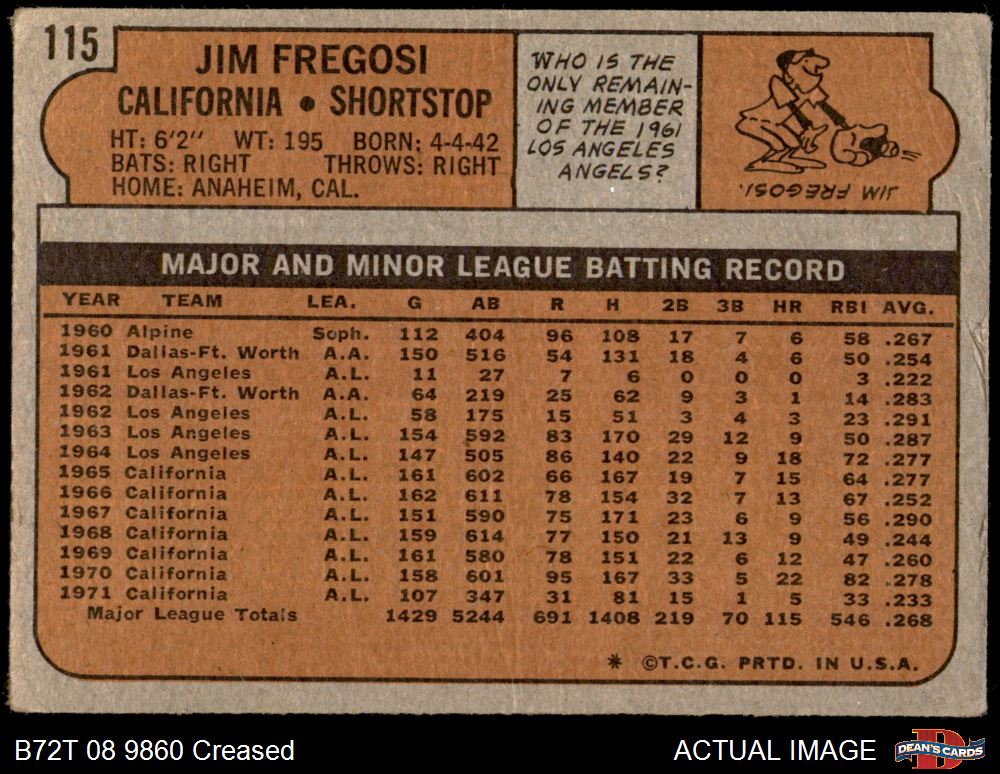 115
JIM FREGOSI
CALIFORNIA • SHORTSTOP
HT: 6'2" WT: 195 BORN: 4-4-42
BATS: RIGHT THROWS: RIGHT
HOME: ANAHEIM, CAL.
WHO IS THE
ONLY REMAIN-
ING MEMBER
OF THE 1961
LOS ANGELES
ANGELS?
JIM FREGOSI.
MAJOR AND MINOR LEAGUE BATTING RECORD
YEAR TEAM LEA. G AB R H 2B 3B HR RBI AVG.
1960 Alpine Soph. 112 404 96 108 17 7 6 58 .267
1961 Dallas-Ft. Worth A.A. 150 516 54 131 18 4 6 50 .254
1961 Los Angeles A.L. 11 27 7 6 0 0 0 3 .222
1962 Dallas-Ft. Worth A.A. 64 219 25 62 9 3 1 14 .283
1962 Los Angeles A.L. 58 175 15 51 3 4 3 23 .291
1963 Los Angeles A.L. 154 592 83 170 29 12 9 50 .287
1964 Los Angeles A.L. 147 505 86 140 22 9 18 72 .277
1965 California A.L. 161 602 66 167 19 7 15 64 .277
1966 California A.L. 162 611 78 154 32 7 13 67 .252
1967 California A.L. 151 590 75 171 23 6 9 56 .290
1968 California A.L. 159 614 77 150 21 13 9 49 .244
1969 California A.L. 161 580 78 151 22 6 12 47 .260
1970 California A.L. 158 601 95 167 33 5 22 82 .278
1971 California A.L. 107 347 31 81 15 1 5 33 .233
Major League Totals 1429 5244 691 1408 219 70 115 546 .268
* ©T.C.G. PRTD. IN U.S.A.
B72T 08 9860 Creased
ACTUAL IMAGE
D
DEAN'S CARDS